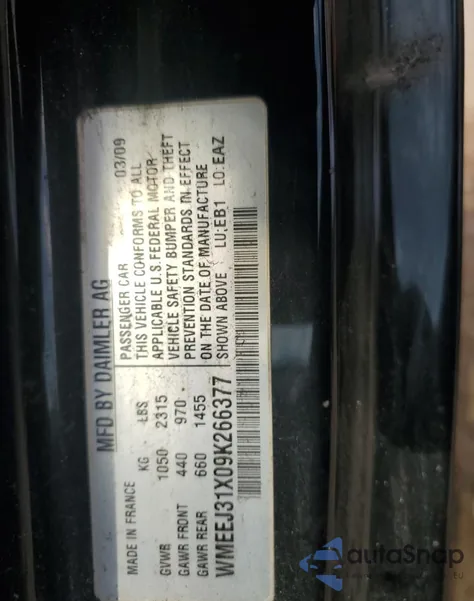 MFD BY DAIMLER AG
PASSENGER CAR 03/09
THIS VEHICLE CONFORMS TO ALL
APPLICABLE U.S. FEDERAL MOTOR
VEHICLE SAFETY BUMPER AND THEFT
PREVENTION STANDARDS IN EFFECT
ON THE DATE OF MANUFACTURE
SHOWN ABOVE LU:EB1 LO:EAZ
MADE IN FRANCE
KG LBS
GVWR 1050 2315
GAWR FRONT 440 970
GAWR REAR 660 1455
WMEEJ31X09K266377
autoSnap